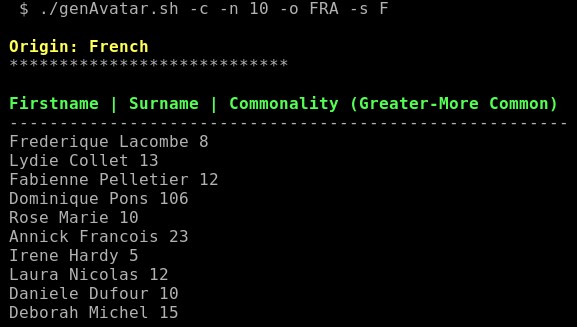 $ ./genAvatar.sh -c -n 10 -o FRA -s F
Origin: French
****************************
Firstname | Surname | Commonality (Greater-More Common)
--------------------------------------------------------
Frederique Lacombe 8
Lydie Collet 13
Fabienne Pelletier 12
Dominique Pons 106
Rose Marie 10
Annick Francois 23
Irene Hardy 5
Laura Nicolas 12
Daniele Dufour 10
Deborah Michel 15